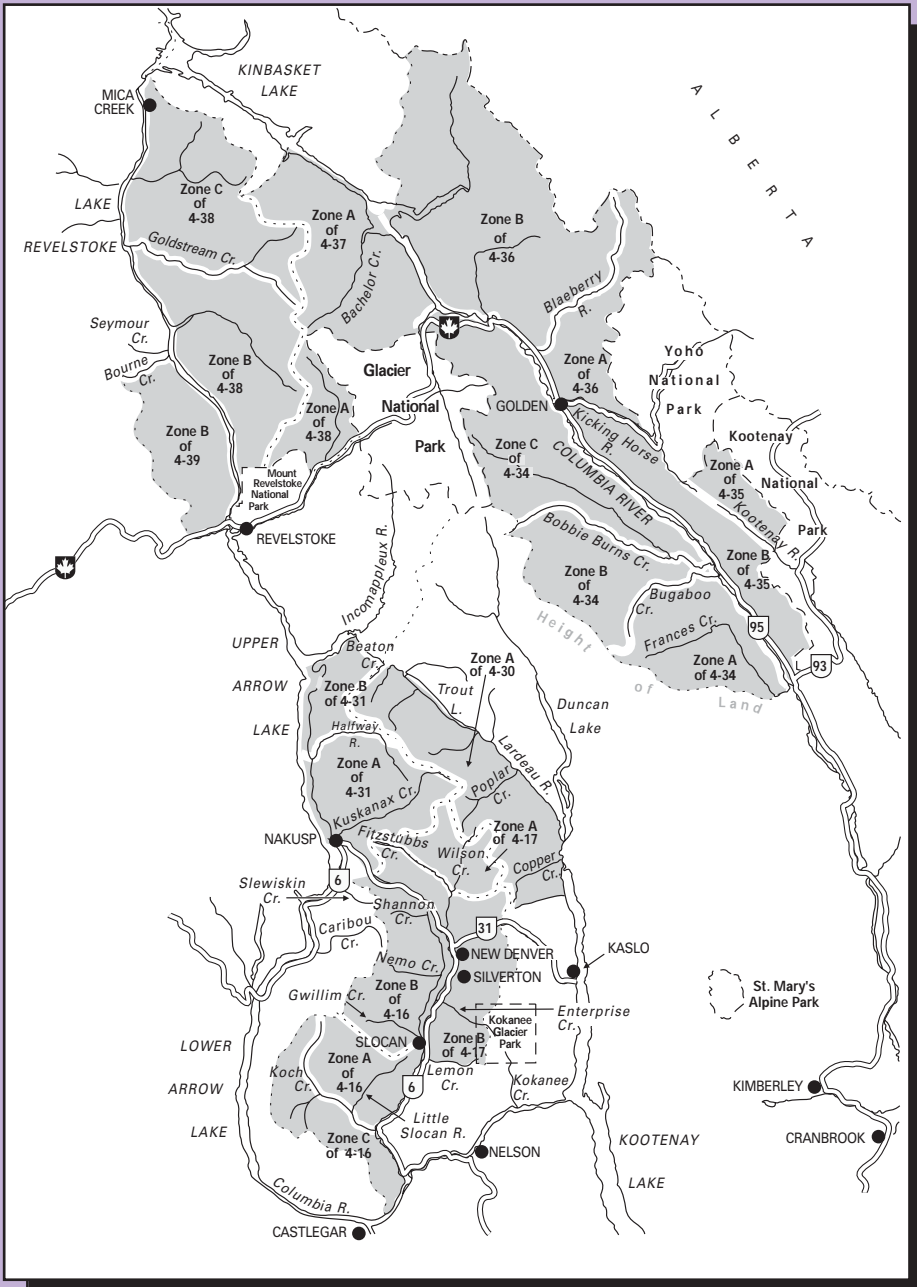 KINBASKET
LAKE
ALBERTA
MICA
CREEK
Zone C
of
4-38
LAKE
REVELSTOKE
Goldstream Cr.
Zone A
of
4-37
Bachelor Cr.
Zone B
of
4-36
Blaeberry
R.
Seymour
Cr.
Bourne
Cr.
Zone B
of
4-38
Zone B
of
4-39
Zone A
of
4-38
Glacier
National
Park
Zone A
of
4-36
GOLDEN
Yoho
National
Park
Kicking Horse
R.
Kootenay
National
Park
Zone A
of
4-35
Kootenay R.
Zone C
of
4-34
COLUMBIA RIVER
Mount
Revelstoke
National
Park
REVELSTOKE
Incomappleux R.
Bobbie Burns Cr.
Zone B
of
4-34
Zone B
of
4-35
Bugaboo
Cr.
Frances Cr.
95
93
Zone A
of 4-34
Height
of
Land
UPPER
ARROW
LAKE
Beaton
Cr.
Zone B
of 4-31
Zone A
of 4-30
Trout
L.
Duncan
Lake
Halfway
R.
Zone A
of
4-31
Lardeau R.
Poplar
Cr.
Kuskanax Cr.
NAKUSP
Fitzstubbs
Cr.
Zone A
of 4-17
Wilson
Cr.
Copper
Cr.
6
Slewiskin
Cr.
Shannon
Cr.
Caribou
Cr.
31
NEW DENVER
KASLO
Nemo Cr.
SILVERTON
St. Mary's
Alpine Park
Zone B
of
4-16
Gwillim Cr.
Enterprise
Cr.
Kokanee
Glacier
Park
SLOCAN
Zone B
of
4-17
LOWER
ARROW
LAKE
Zone A
of
4-16
Koch
Cr.
Lemon
Cr.
6
Kokanee
Cr.
KIMBERLEY
Little
Slocan R.
CRANBROOK
Zone C
of 4-16
NELSON
KOOTENAY
LAKE
Columbia R.
CASTLEGAR